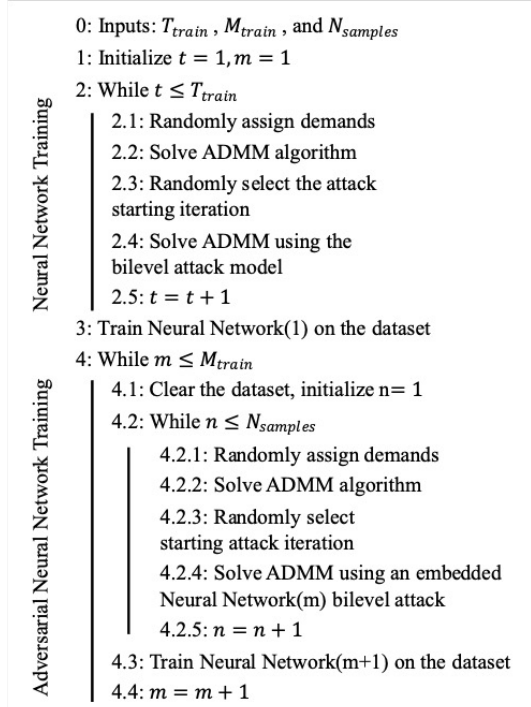 0: Inputs: T_train , M_train , and N_samples
1: Initialize t = 1, m = 1
2: While t ≤ T_train
2.1: Randomly assign demands
2.2: Solve ADMM algorithm
2.3: Randomly select the attack
starting iteration
2.4: Solve ADMM using the
bilevel attack model
2.5: t = t + 1
Neural Network Training
3: Train Neural Network(1) on the dataset
4: While m ≤ M_train
4.1: Clear the dataset, initialize n= 1
4.2: While n ≤ N_samples
4.2.1: Randomly assign demands
4.2.2: Solve ADMM algorithm
4.2.3: Randomly select
starting attack iteration
4.2.4: Solve ADMM using an embedded
Neural Network(m) bilevel attack
4.2.5: n = n + 1
4.3: Train Neural Network(m+1) on the dataset
4.4: m = m + 1
Adversarial Neural Network Training